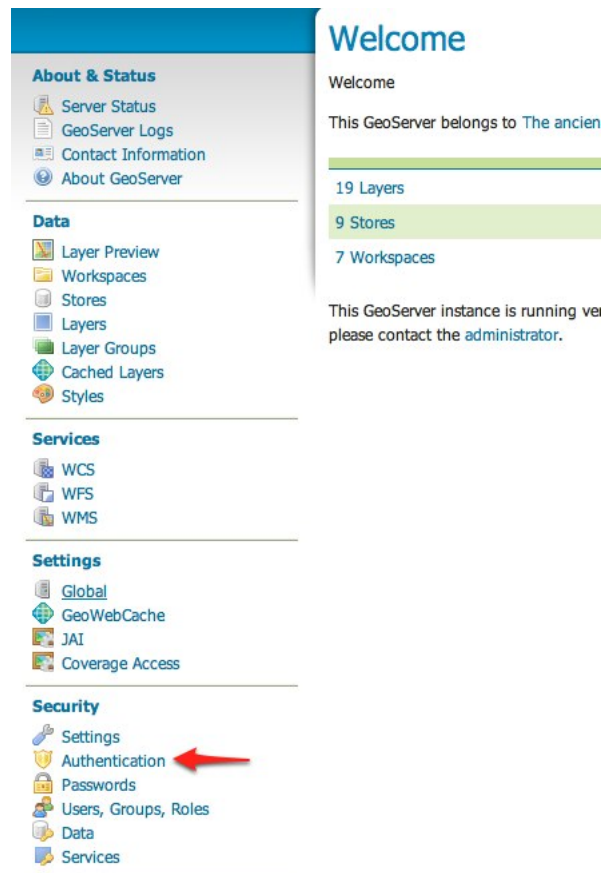 About & Status
Server Status
GeoServer Logs
Contact Information
About GeoServer
Data
Layer Preview
Workspaces
Stores
Layers
Layer Groups
Cached Layers
Styles
Services
WCS
WFS
WMS
Settings
Global
GeoWebCache
JAI
Coverage Access
Security
Settings
Authentication
Passwords
Users, Groups, Roles
Data
Services
Welcome
Welcome
This GeoServer belongs to The ancien
19 Layers
9 Stores
7 Workspaces
This GeoServer instance is running ver
please contact the administrator.